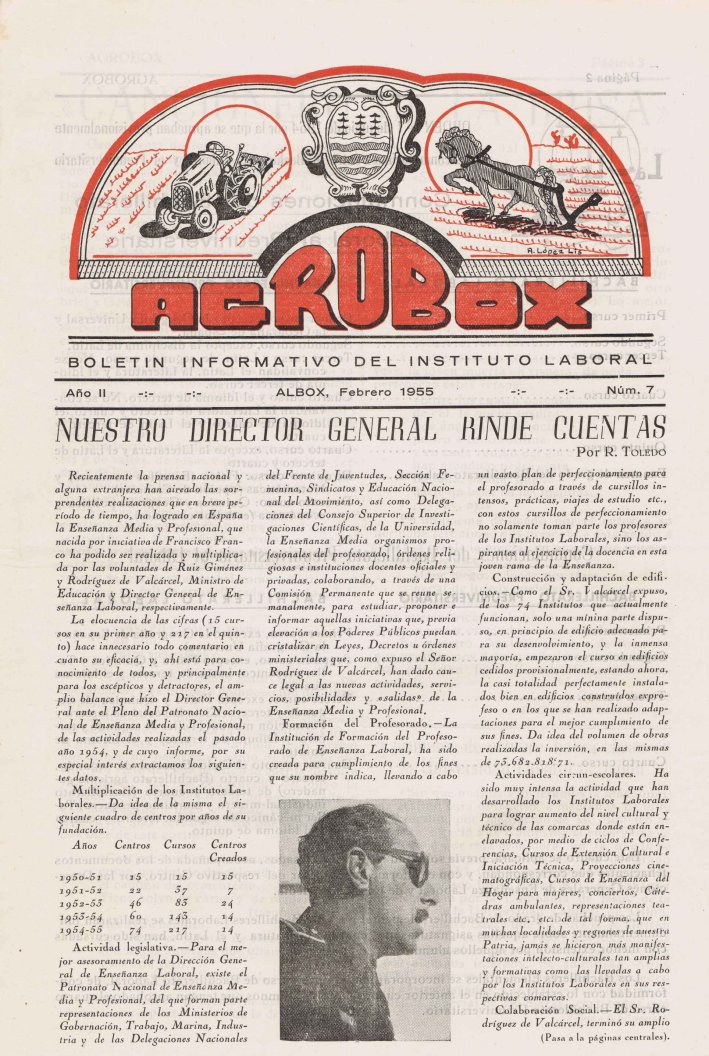 A. López Lts
AGROBOX
BOLETIN INFORMATIVO DEL INSTITUTO LABORAL
Año II -:- -:- ALBOX, Febrero 1955 -:- -:- Núm. 7
NUESTRO DIRECTOR GENERAL RINDE CUENTAS
Por R. TOLEDO
Recientemente la prensa nacional y
alguna extranjera han aireado las sor-
prendentes realizaciones que en breve pe-
ríodo de tiempo, ha logrado en España
la Enseñanza Media y Profesional, que
nacida por iniciativa de Francisco Fran-
co ha podido ser realizada y multiplica-
da por las voluntades de Ruiz Giménez
y Rodríguez de Valcárcel, Ministro de
Educación y Director General de En-
señanza Laboral, respectivamente.
La elocuencia de las cifras (15 cur-
sos en su primer año y 217 en el quin-
to) hace innecesario todo comentario en
cuanto su eficacia, y, ahí está para co-
nocimiento de todos, y principalmente
para los escépticos y detractores, el am-
plio balance que hizo el Director Gene-
ral ante el Pleno del Patronato Nacio-
nal de Enseñanza Media y Profesional,
de las actividades realizadas el pasado
año 1954, y de cuyo informe, por su
especial interés extractamos los siguien-
tes datos.
Multiplicación de los Institutos La-
borales.—Da idea de la misma el si-
guiente cuadro de centros por años de su
fundación.
Años Centros Cursos Centros
Creados
1950-51 15 15 15
1951-52 22 37 7
1952-53 46 83 24
1953-54 60 143 14
1954-55 74 217 14
Actividad legislativa.—Para el me-
jor asesoramiento de la Dirección Gene-
ral de Enseñanza Laboral, existe el
Patronato Nacional de Enseñanza Me-
dia y Profesional, del que forman parte
representaciones de los Ministerios de
Gobernación, Trabajo, Marina, Indus-
tria y de las Delegaciones Nacionales
del Frente de Juventudes, Sección Fe-
menina, Sindicatos y Educación Nacio-
nal del Movimiento, así como Delega-
ciones del Consejo Superior de Investi-
gaciones Científicas, de la Universidad,
la Enseñanza Media organismos pro-
fesionales del profesorado, órdenes reli-
giosas e instituciones docentes oficiales y
privadas, colaborando, a través de una
Comisión Permanente que se reune se-
manalmente, para estudiar, proponer e
informar aquellas iniciativas que, previa
elevación a los Poderes Públicos puedan
cristalizar en Leyes, Decretos u órdenes
ministeriales que, como expuso el Señor
Rodríguez de Valcárcel, han dado cau-
ce legal a las nuevas actividades, servi-
cios, posibilidades y «salidas» de la
Enseñanza Media y Profesional.
Formación del Profesorado.—La
Institución de Formación del Profeso-
rado de Enseñanza Laboral, ha sido
creada para cumplimiento de los fines
que su nombre indica, llevando a cabo
un vasto plan de perfeccionamiento para
el profesorado a través de cursillos in-
tensos, prácticas, viajes de estudio etc.,
con estos cursillos de perfeccionamiento
no solamente toman parte los profesores
de los Institutos Laborales, sino los as-
pirantes al ejercicio de la docencia en esta
joven rama de la Enseñanza.
Construcción y adaptación de edifi-
cios.—Como el Sr. Valcárcel expuso,
de los 74 Institutos que actualmente
funcionan, solo una mínima parte dispu-
so, en principio de edificio adecuado pa-
ra su desenvolvimiento, y la inmensa
mayoría, empezaron el curso en edificios
cedidos provisionalmente, estando ahora,
la casi totalidad perfectamente instala-
dos bien en edificios construídos expro-
feso o en los que se han realizado adap-
taciones para el mejor cumplimiento de
sus fines. Da idea del volumen de obras
realizadas la inversión, en las mismas
de 73.682.818'71.
Actividades circun-escolares. Ha
sido muy intensa la actividad que han
desarrollado los Institutos Laborales
para lograr aumento del nivel cultural y
técnico de las comarcas donde están en-
clavados, por medio de ciclos de Confe-
rencias, Cursos de Extensión Cultural e
Iniciación Técnica, Proyecciones cine-
matográficas, Cursos de Enseñanza del
Hogar para mujeres, conciertos, Cáte-
dras ambulantes, representaciones tea-
trales etc, etc. de tal forma, que en
muchas localidades y regiones de nuestra
Patria, jamás se hicieron más manifes-
taciones intelecto-culturales tan amplias
y formativas como las llevadas a cabo
por los Institutos Laborales en sus res-
pectivas comarcas.
Colaboración Social.—El Sr. Ro-
dríguez de Valcárcel, terminó su amplio
(Pasa a la páginas centrales).